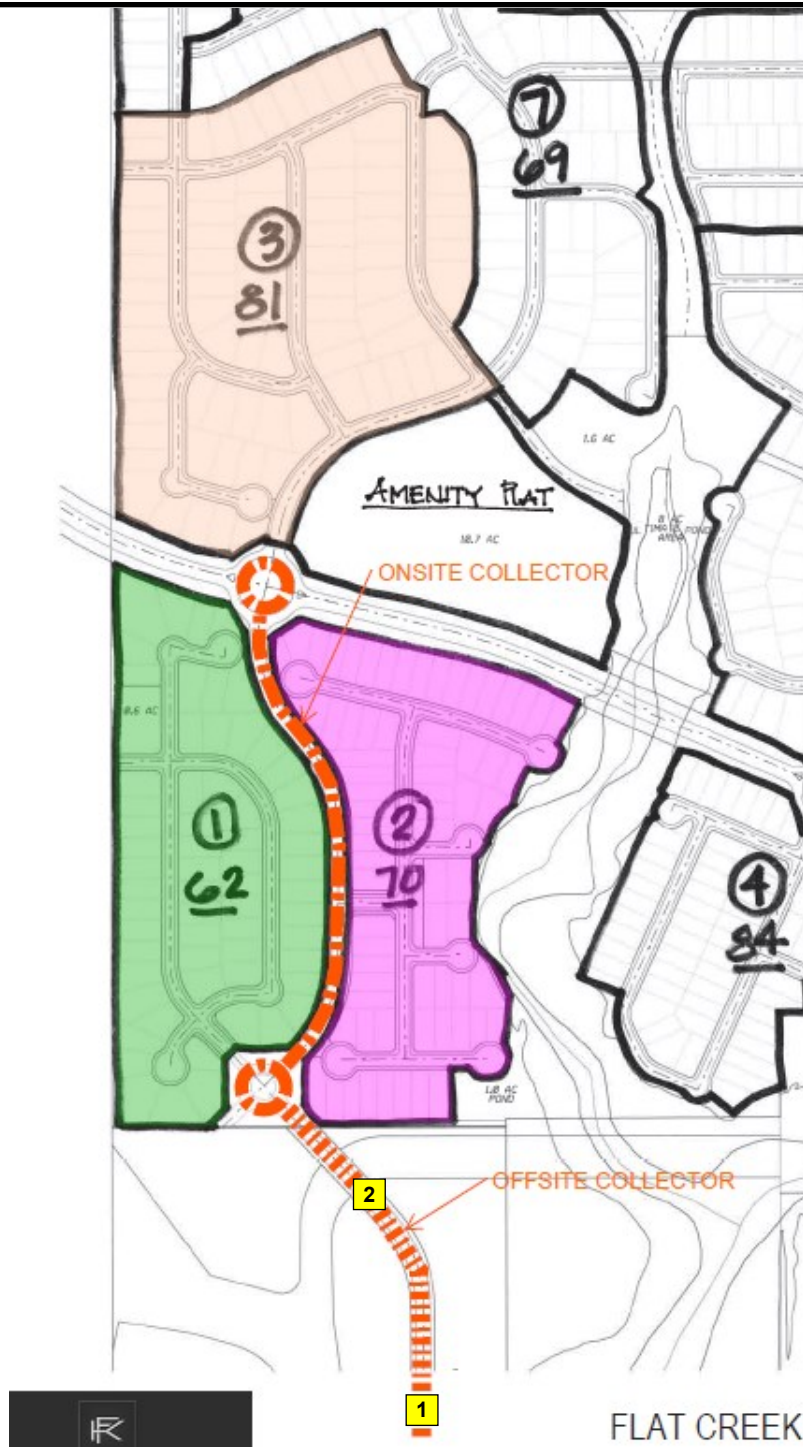 7
69
3
81
1.6 AC
AMENITY PLAT
18.7 AC
ONSITE COLLECTOR
1
62
2
70
4
84
1.8 AC
POND
OFFSITE COLLECTOR
2
1
FLAT CREEK